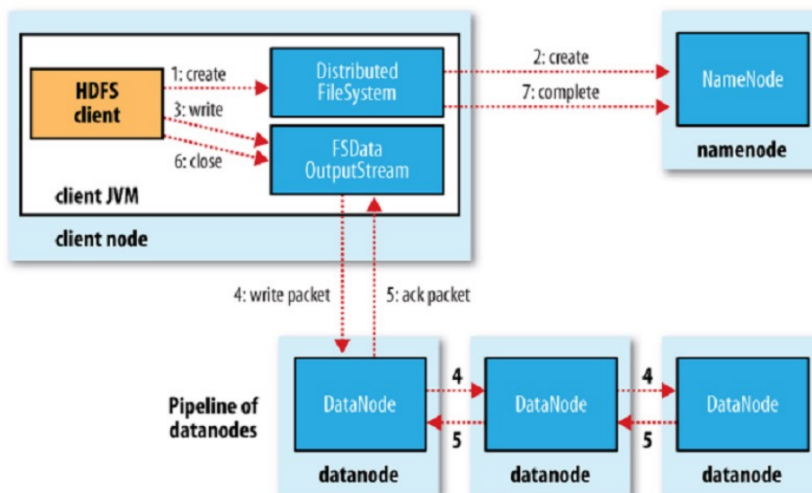 HDFS
client
1: create
3: write
6: close
Distributed
FileSystem
FSData
OutputStream
client JVM
client node
2: create
7: complete
NameNode
namenode
4: write packet
5: ack packet
Pipeline of
datanodes
DataNode
datanode
4
5
DataNode
datanode
4
5
DataNode
datanode